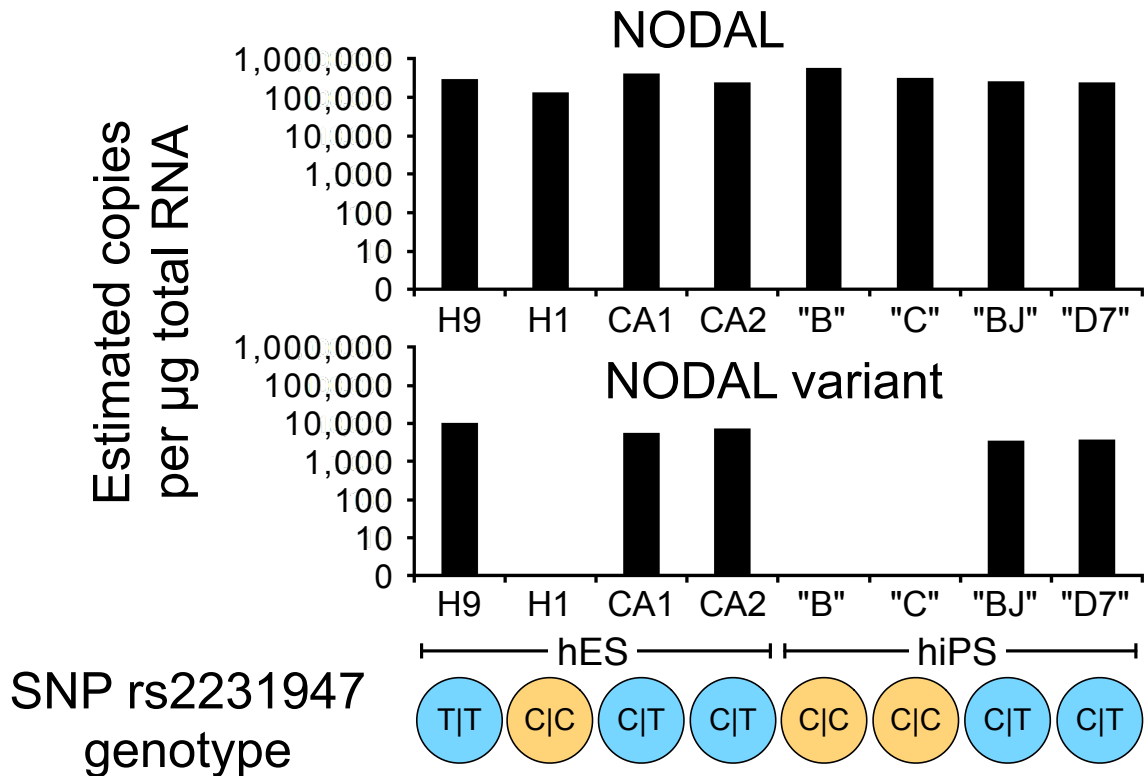 NODAL
Estimated copies
per µg total RNA
1,000,000
100,000
10,000
1,000
100
10
0
H9 H1 CA1 CA2 "B" "C" "BJ" "D7"
NODAL variant
1,000,000
100,000
10,000
1,000
100
10
0
H9 H1 CA1 CA2 "B" "C" "BJ" "D7"
hES hiPS
SNP rs2231947
genotype
T|T C|C C|T C|T C|C C|C C|T C|T